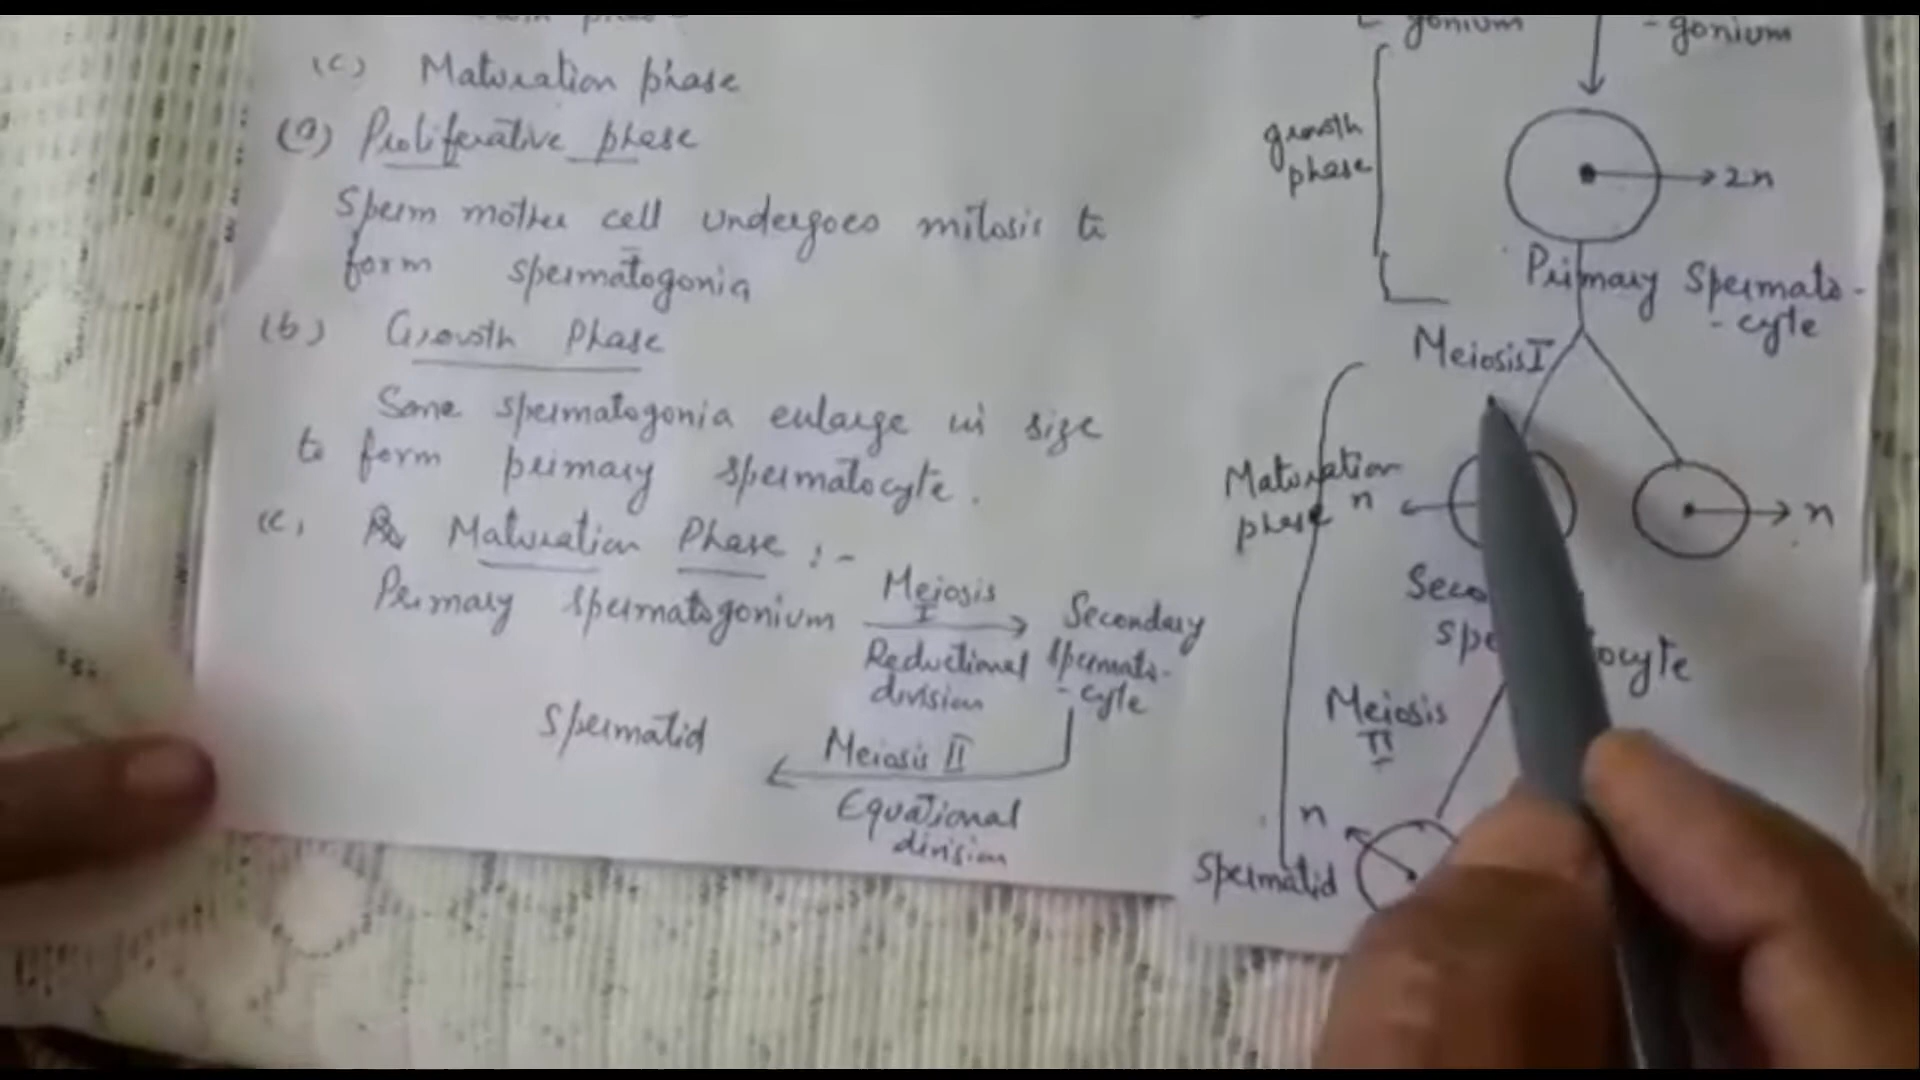 (c) Maturation phase
(a) Proliferative phase
Sperm mother cell undergoes mitosis to
form spermatogonia
(b) Growth Phase
Some spermatogonia enlarge in size
to form primary spermatocyte.
(c, Maturation Phase :-
Primary spermatogonium Meiosis I Secondary
Reductional spermato-
division -cyte
Spermatid Meiosis II
Equational
division
gonium - gonium
growth
phase
2n
Primary Spermato-
-cyte
Meiosis I
Maturation
phase n
n
spe ocyte
Meiosis
II
n
Spermatid